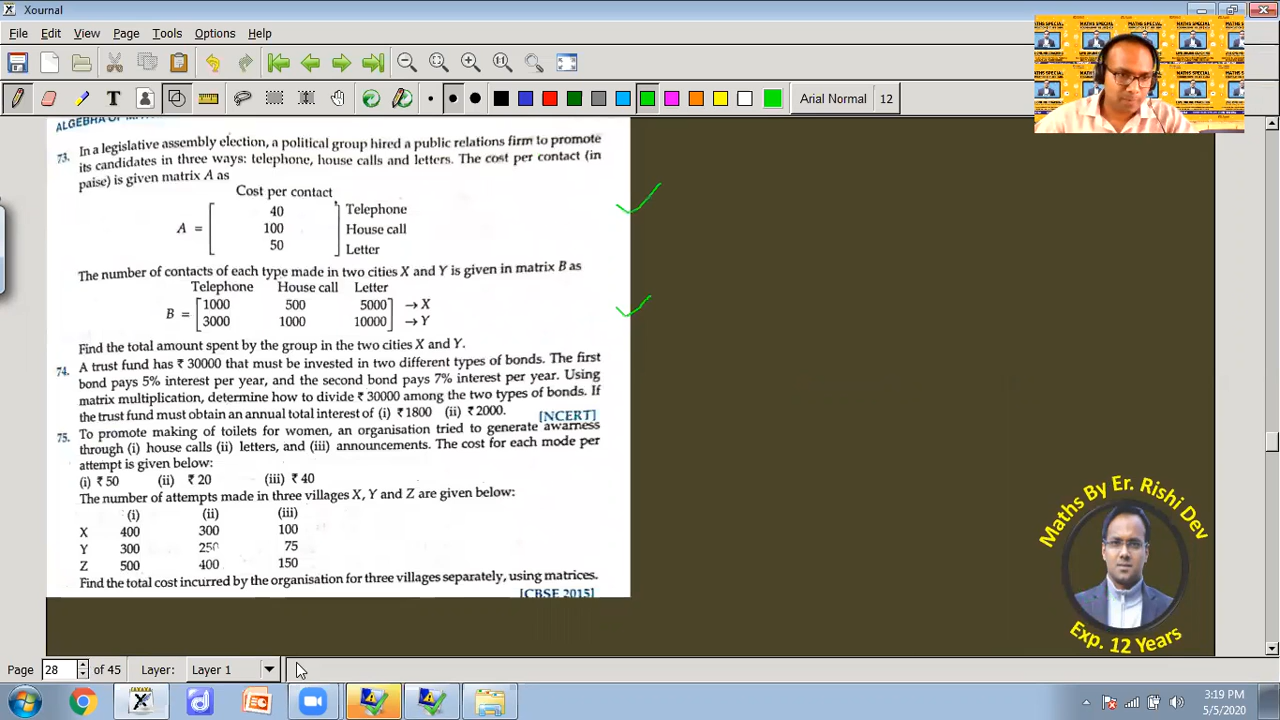 Xournal
File Edit View Page Tools Options Help
Arial Normal 12
MATHS SPECIAL
ALGEBRA OF
73. In a legislative assembly election, a political group hired a public relations firm to promote
its candidates in three ways: telephone, house calls and letters. The cost per contact (in
paise) is given matrix A as
Cost per contact
A = [ 40 ] Telephone
100 House call
50 Letter
The number of contacts of each type made in two cities X and Y is given in matrix B as
Telephone House call Letter
B = [ 1000 500 5000 ] → X
3000 1000 10000 → Y
Find the total amount spent by the group in the two cities X and Y.
74. A trust fund has ₹ 30000 that must be invested in two different types of bonds. The first
bond pays 5% interest per year, and the second bond pays 7% interest per year. Using
matrix multiplication, determine how to divide ₹ 30000 among the two types of bonds. If
the trust fund must obtain an annual total interest of (i) ₹ 1800 (ii) ₹ 2000. [NCERT]
75. To promote making of toilets for women, an organisation tried to generate awarness
through (i) house calls (ii) letters, and (iii) announcements. The cost for each mode per
attempt is given below:
(i) ₹ 50 (ii) ₹ 20 (iii) ₹ 40
The number of attempts made in three villages X, Y and Z are given below:
(i) (ii) (iii)
X 400 300 100
Y 300 250 75
Z 500 400 150
Find the total cost incurred by the organisation for three villages separately, using matrices.
[CBSE 2015]
Maths By Er. Rishi Dev
Exp. 12 Years
Page 28 of 45 Layer: Layer 1
3:19 PM
5/5/2020